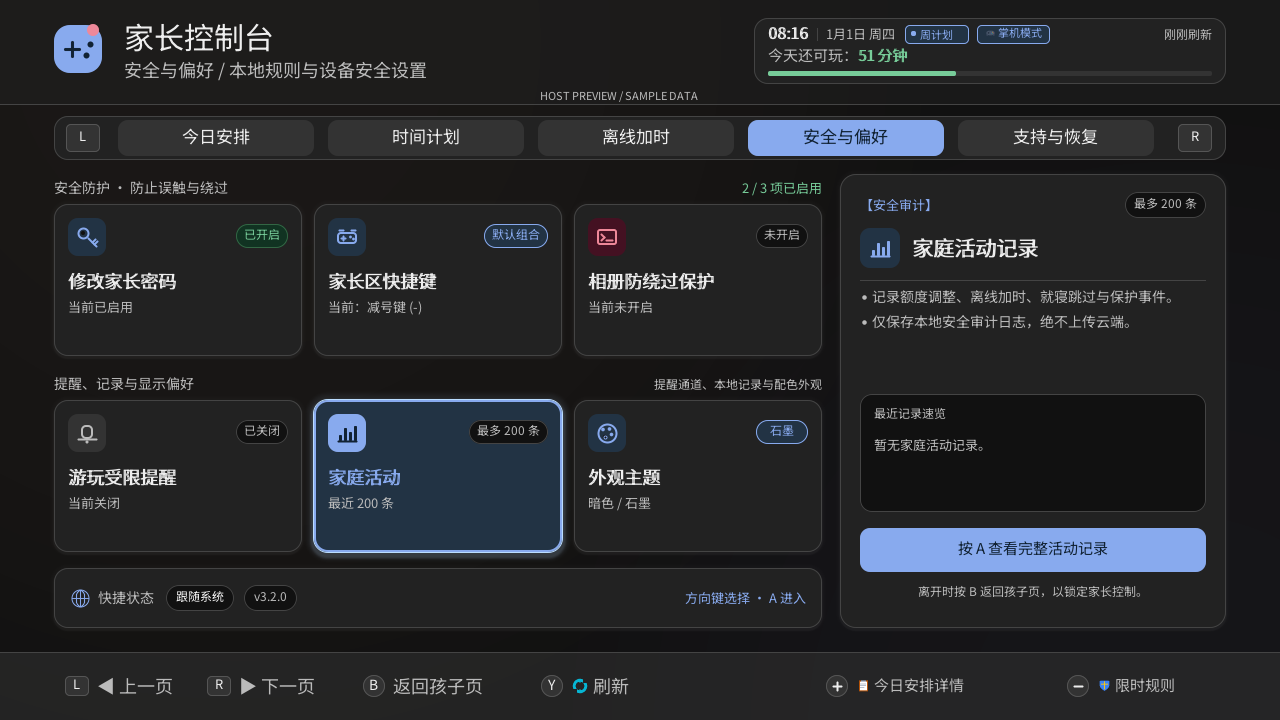 家长控制台
安全与偏好 / 本地规则与设备安全设置
08:16 1月1日 周四 周计划 掌机模式 刚刚刷新
今天还可玩：51 分钟
HOST PREVIEW / SAMPLE DATA
L 今日安排 时间计划 离线加时 安全与偏好 支持与恢复 R
安全防护 · 防止误触与绕过 2 / 3 项已启用
已开启
修改家长密码
当前已启用
默认组合
家长区快捷键
当前：减号键 (-)
未开启
相册防绕过保护
当前未开启
提醒、记录与显示偏好 提醒通道、本地记录与配色外观
已关闭
游玩受限提醒
当前关闭
最多 200 条
家庭活动
最近 200 条
石墨
外观主题
暗色 / 石墨
快捷状态 跟随系统 v3.2.0 方向键选择 · A 进入
【安全审计】 最多 200 条
家庭活动记录
• 记录额度调整、离线加时、就寝跳过与保护事件。
• 仅保存本地安全审计日志，绝不上传云端。
最近记录速览
暂无家庭活动记录。
按 A 查看完整活动记录
离开时按 B 返回孩子页，以锁定家长控制。
L ◀ 上一页 R ▶ 下一页 B 返回孩子页 Y 刷新 + 今日安排详情 − 限时规则